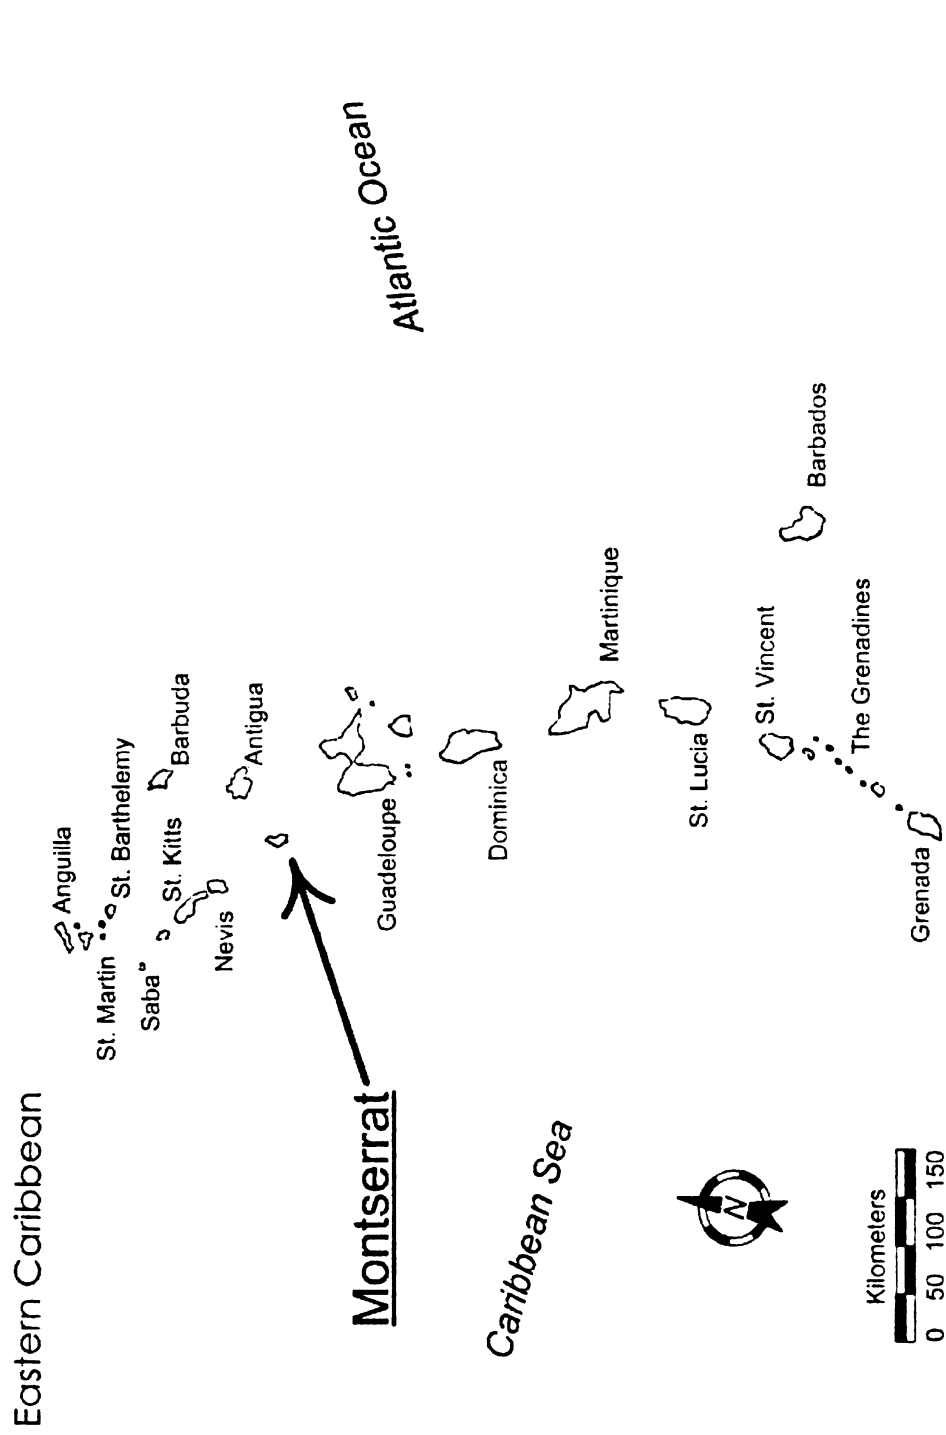 Eastern Caribbean
Anguilla
St. Martin
St. Barthelemy
Saba
St. Kitts
Barbuda
Nevis
Antigua
Montserrat
Guadeloupe
Atlantic Ocean
Dominica
Caribbean Sea
Martinique
St. Lucia
St. Vincent
Barbados
The Grenadines
Grenada
N
Kilometers
0 50 100 150